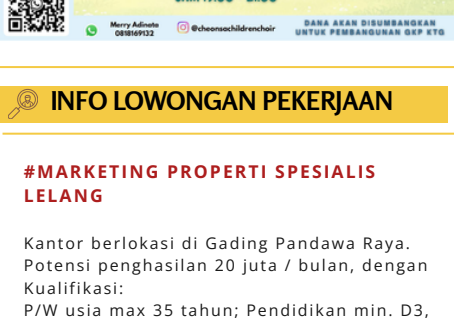 Merry Adinata
0818169132
@cheonsachildrenchoir
DANA AKAN DISUMBANGKAN
UNTUK PEMBANGUNAN GKP KTG
INFO LOWONGAN PEKERJAAN
#MARKETING PROPERTI SPESIALIS
LELANG
Kantor berlokasi di Gading Pandawa Raya.
Potensi penghasilan 20 juta / bulan, dengan
Kualifikasi:
P/W usia max 35 tahun; Pendidikan min. D3,